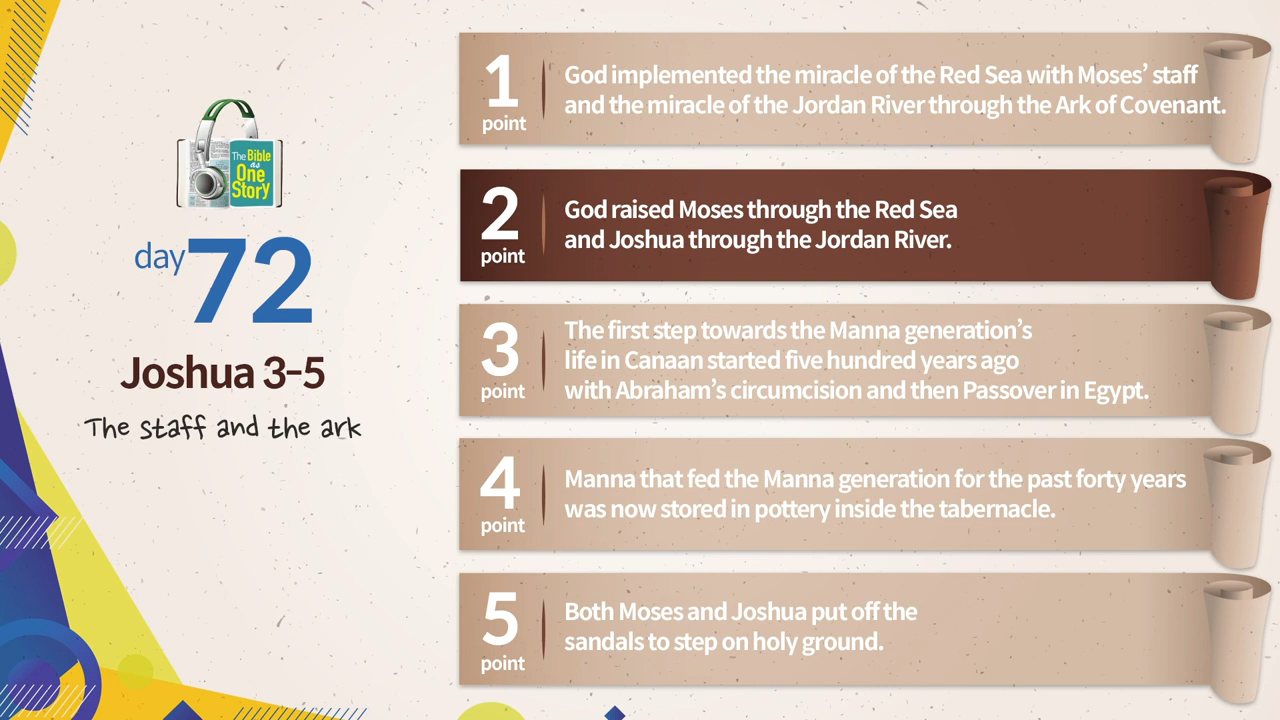 The Bible
as
One
Story
day 72
Joshua 3-5
The staff and the ark
1
point
God implemented the miracle of the Red Sea with Moses’ staff
and the miracle of the Jordan River through the Ark of Covenant.
2
point
God raised Moses through the Red Sea
and Joshua through the Jordan River.
3
point
The first step towards the Manna generation’s
life in Canaan started five hundred years ago
with Abraham’s circumcision and then Passover in Egypt.
4
point
Manna that fed the Manna generation for the past forty years
was now stored in pottery inside the tabernacle.
5
point
Both Moses and Joshua put off the
sandals to step on holy ground.